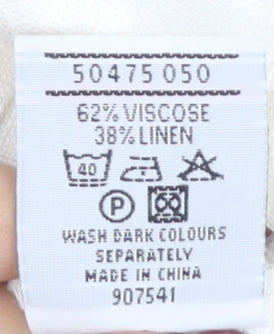 50475 050
62% VISCOSE
38% LINEN
40
P
WASH DARK COLOURS
SEPARATELY
MADE IN CHINA
907541